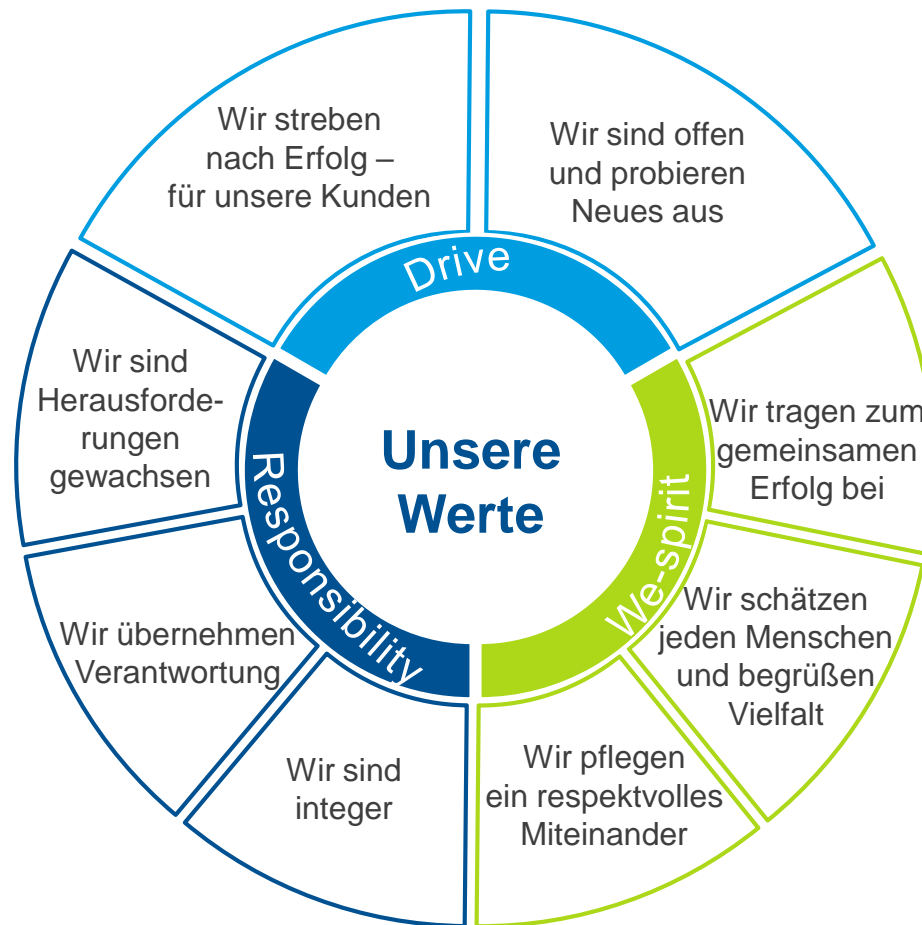 Unsere
Werte
Drive
Wir streben
nach Erfolg –
für unsere Kunden
Wir sind offen
und probieren
Neues aus
We-spirit
Wir tragen zum
gemeinsamen
Erfolg bei
Wir schätzen
jeden Menschen
und begrüßen
Vielfalt
Wir pflegen
ein respektvolles
Miteinander
Responsibility
Wir sind
integer
Wir übernehmen
Verantwortung
Wir sind
Herausforde-
rungen
gewachsen